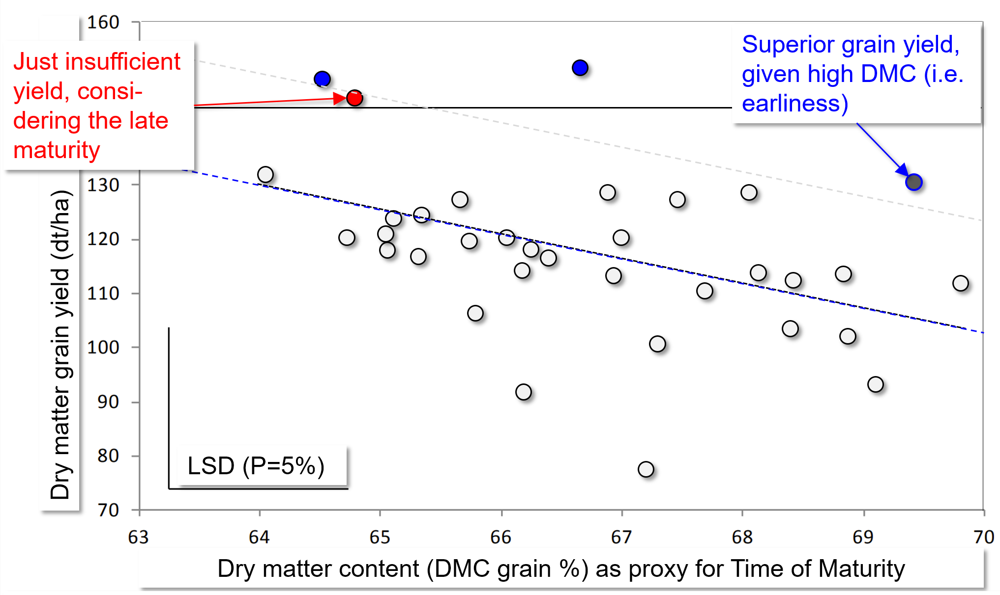 160
Just insufficient
yield, consi-
dering the late
maturity
Superior grain yield,
given high DMC (i.e.
earliness)
130
120
110
100
90
80
70
Dry matter grain yield (dt/ha)
LSD (P=5%)
63 64 65 66 67 68 69 70
Dry matter content (DMC grain %) as proxy for Time of Maturity